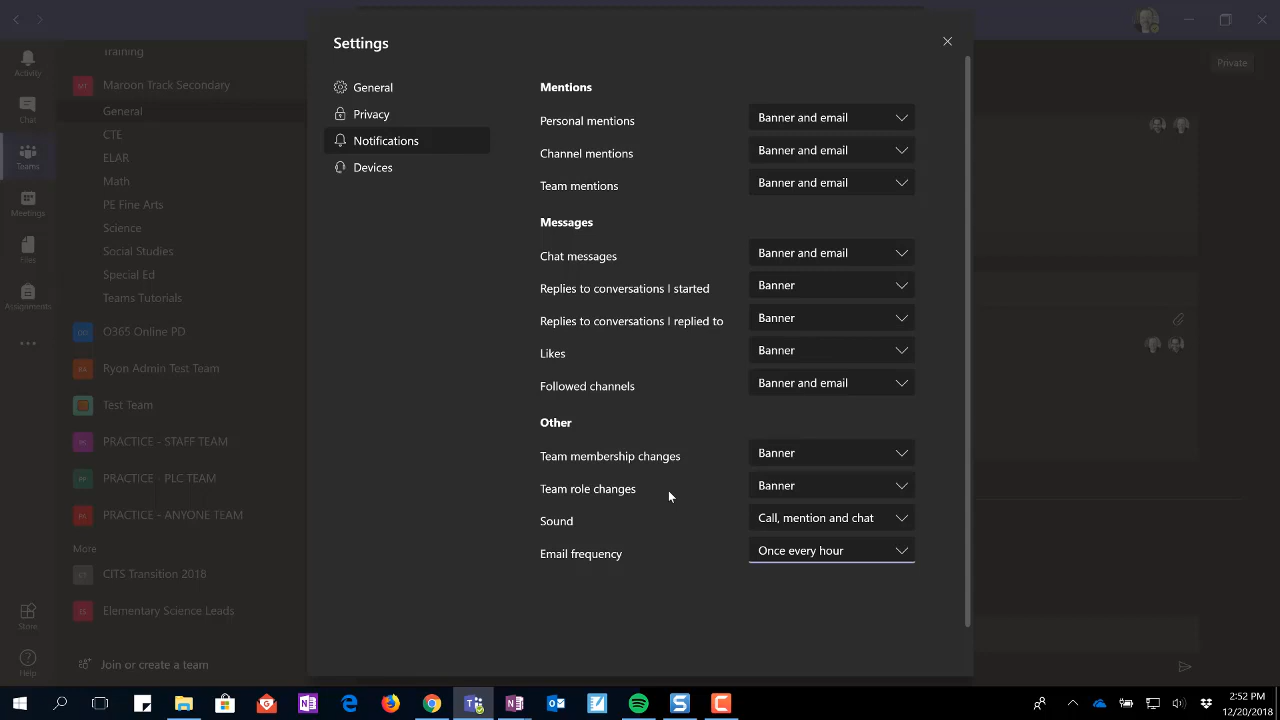 Settings
General
Privacy
Notifications
Devices
Mentions
Personal mentions Banner and email
Channel mentions Banner and email
Team mentions Banner and email
Messages
Chat messages Banner and email
Replies to conversations I started Banner
Replies to conversations I replied to Banner
Likes Banner
Followed channels Banner and email
Other
Team membership changes Banner
Team role changes Banner
Sound Call, mention and chat
Email frequency Once every hour
Activity
Chat
Teams
Meetings
Files
Assignments
Store
Help
Training
MT Maroon Track Secondary
General
CTE
ELAR
Math
PE Fine Arts
Science
Social Studies
Special Ed
Teams Tutorials
O365 Online PD
RA Ryon Admin Test Team
Test Team
PRACTICE - STAFF TEAM
PP PRACTICE - PLC TEAM
PA PRACTICE - ANYONE TEAM
More
CT CITS Transition 2018
ES Elementary Science Leads
Join or create a team
Private
2:52 PM
12/20/2018